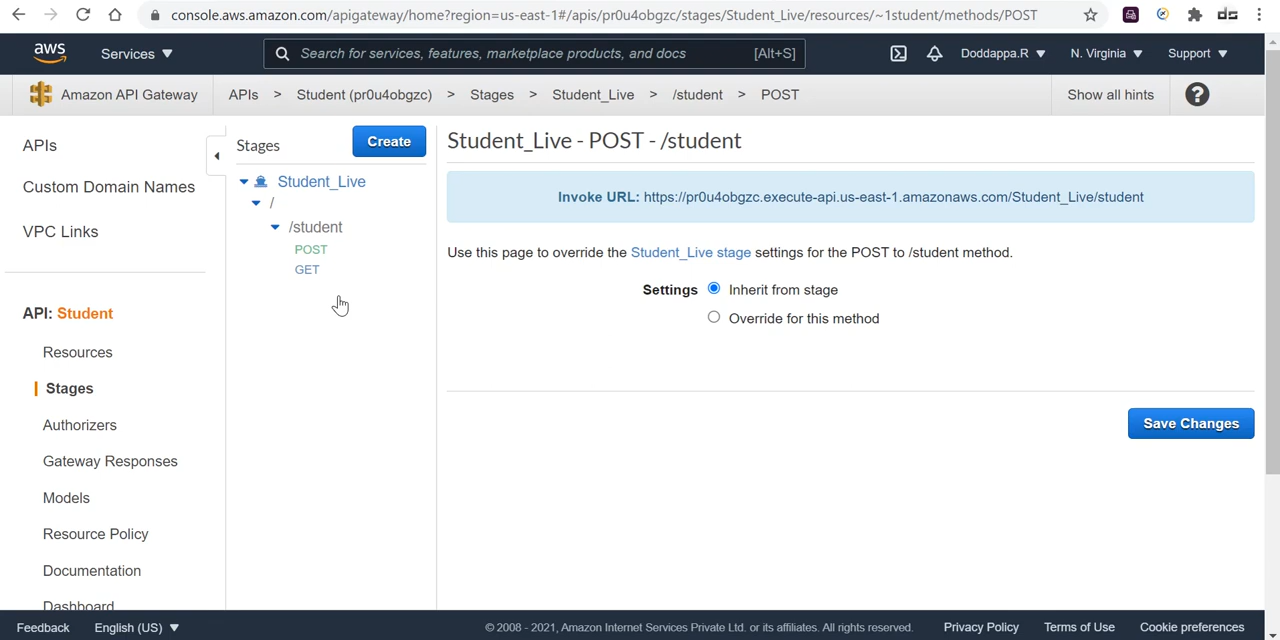 console.aws.amazon.com/apigateway/home?region=us-east-1#/apis/pr0u4obgzc/stages/Student_Live/resources/~1student/methods/POST
aws Services Search for services, features, marketplace products, and docs [Alt+S] Doddappa.R N. Virginia Support
Amazon API Gateway APIs > Student (pr0u4obgzc) > Stages > Student_Live > /student > POST Show all hints ?
APIs
Custom Domain Names
VPC Links
API: Student
Resources
Stages
Authorizers
Gateway Responses
Models
Resource Policy
Documentation
Dashboard
Stages Create
Student_Live
/
/student
POST
GET
Student_Live - POST - /student
Invoke URL: https://pr0u4obgzc.execute-api.us-east-1.amazonaws.com/Student_Live/student
Use this page to override the Student_Live stage settings for the POST to /student method.
Settings Inherit from stage
Override for this method
Save Changes
Feedback English (US) © 2008 - 2021, Amazon Internet Services Private Ltd. or its affiliates. All rights reserved. Privacy Policy Terms of Use Cookie preferences